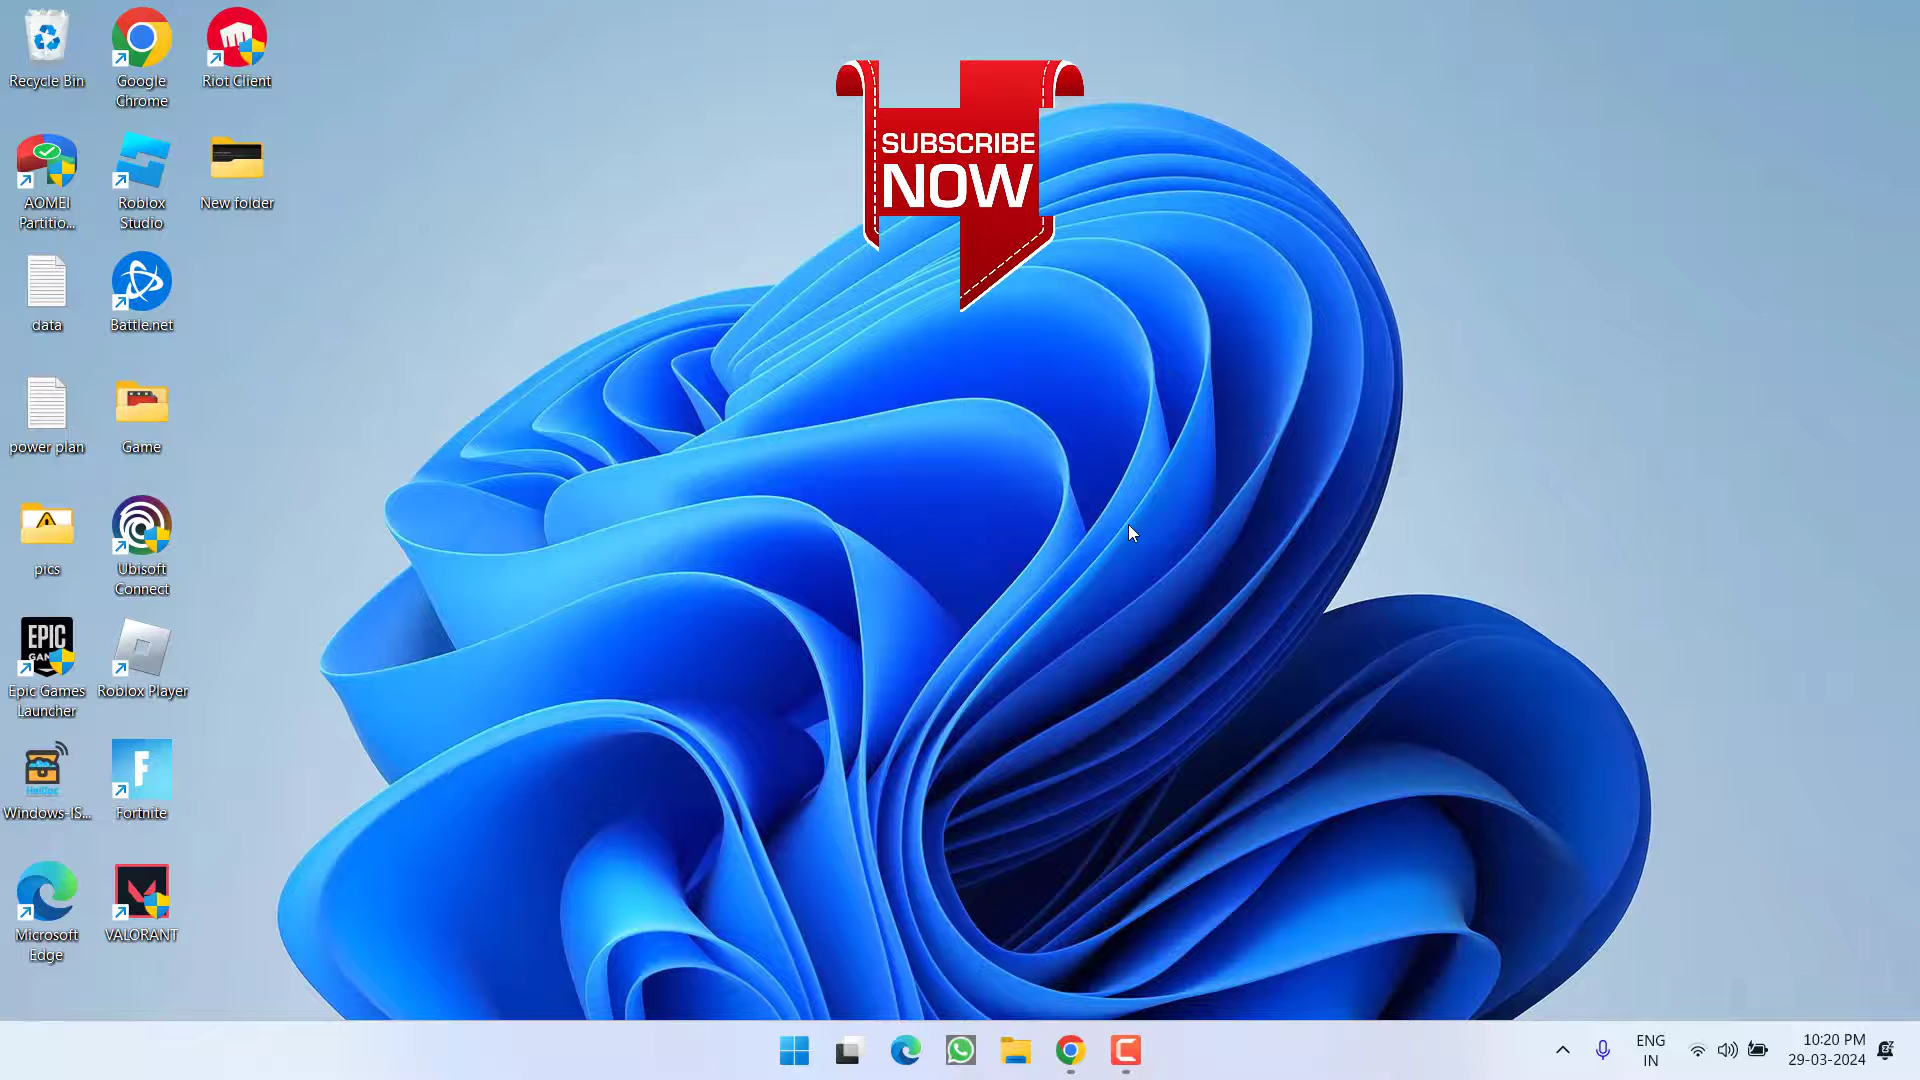 Recycle Bin
Google
Chrome
Riot Client
AOMEI
Partitio...
Roblox
Studio
New folder
data
Battle.net
power plan
Game
pics
Ubisoft
Connect
EPIC
Epic Games
Launcher
Roblox Player
Windows-IS...
Fortnite
Microsoft
Edge
VALORANT
SUBSCRIBE
NOW
ENG
IN
10:20 PM
29-03-2024